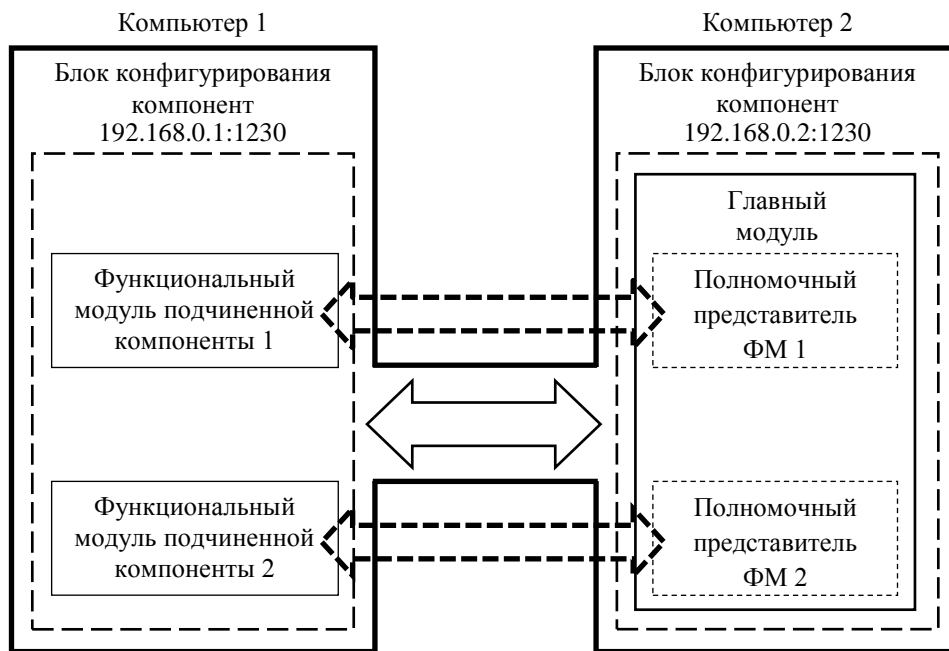 Компьютер 1
Блок конфигурирования
компонент
192.168.0.1:1230
Функциональный
модуль подчиненной
компоненты 1
Функциональный
модуль подчиненной
компоненты 2
Компьютер 2
Блок конфигурирования
компонент
192.168.0.2:1230
Главный
модуль
Полномочный
представитель
ФМ 1
Полномочный
представитель
ФМ 2